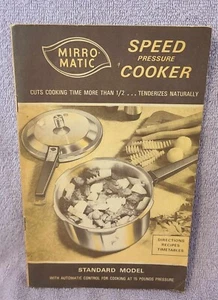 MIRRO-
MATIC
SPEED
PRESSURE
COOKER
CUTS COOKING TIME MORE THAN 1/2 ... TENDERIZES NATURALLY
DIRECTIONS
RECIPES
TIMETABLES
STANDARD MODEL
WITH AUTOMATIC CONTROL FOR COOKING AT 15 POUNDS PRESSURE